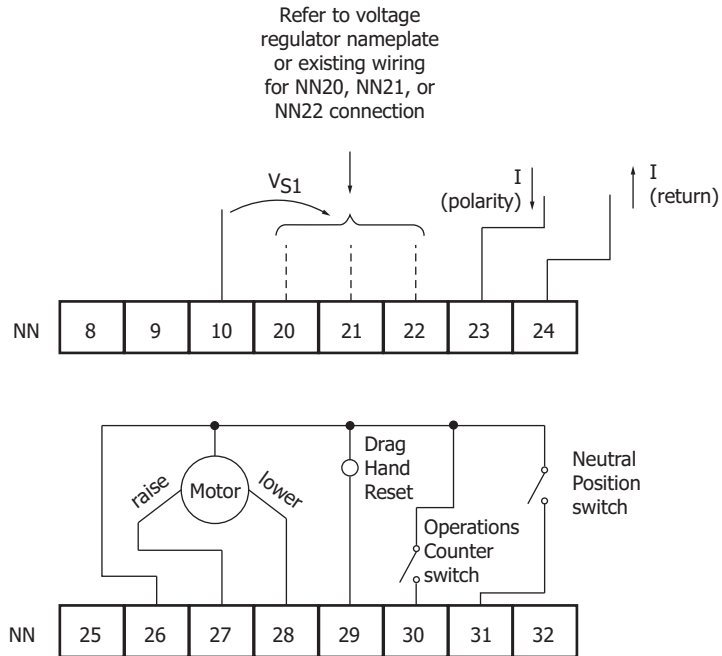 Refer to voltage
regulator nameplate
or existing wiring
for NN20, NN21, or
NN22 connection
VS1
I
(polarity)
I
(return)
NN 8 9 10 20 21 22 23 24
raise
Motor
lower
Drag
Hand
Reset
Operations
Counter
switch
Neutral
Position
switch
NN 25 26 27 28 29 30 31 32